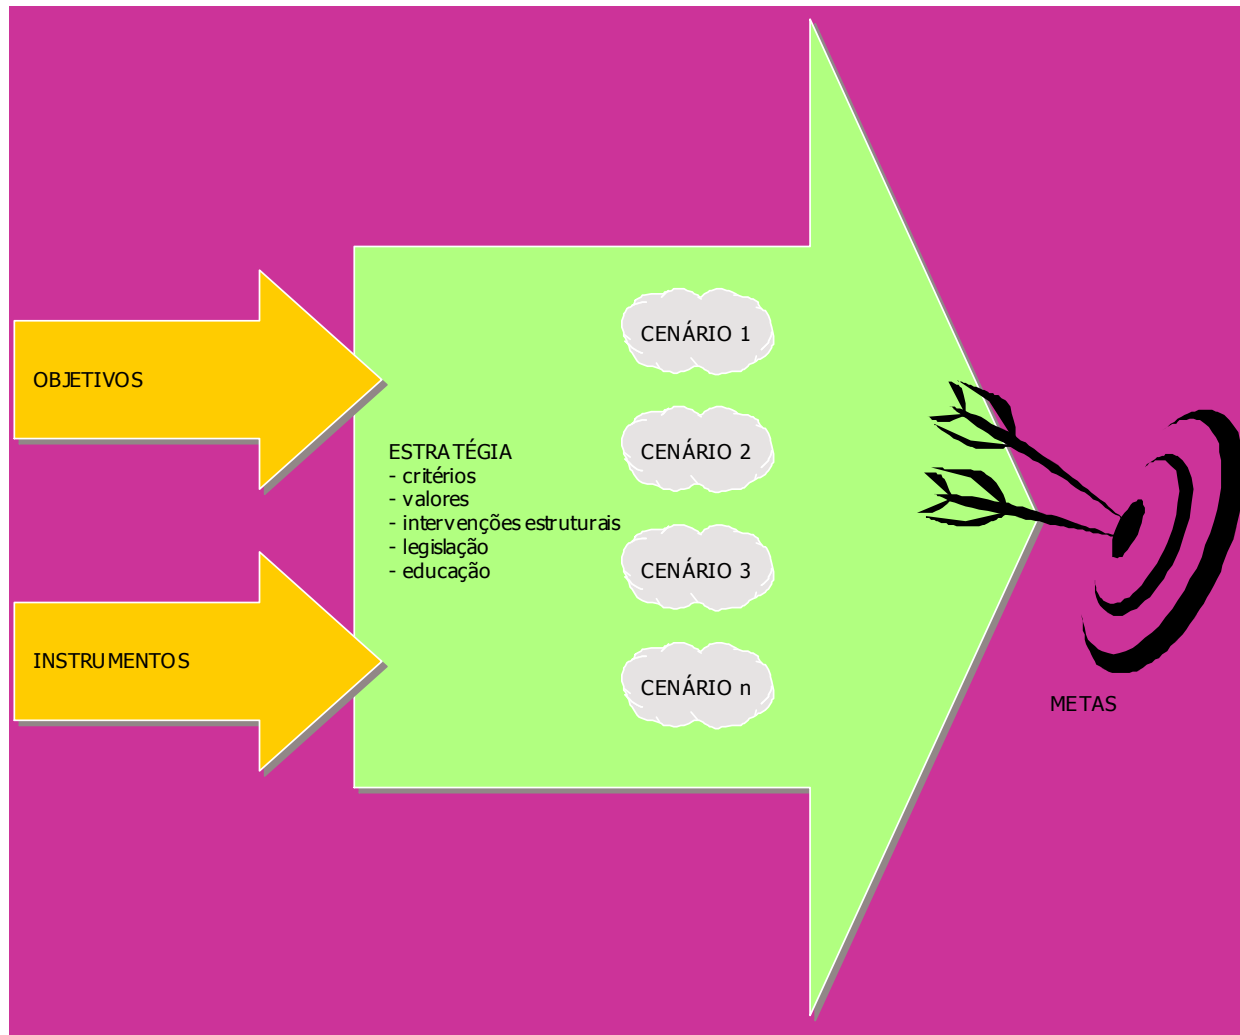 OBJETIVOS
INSTRUMENTOS
ESTRATÉGIA
- critérios
- valores
- intervenções estruturais
- legislação
- educação
CENÁRIO 1
CENÁRIO 2
CENÁRIO 3
CENÁRIO n
METAS